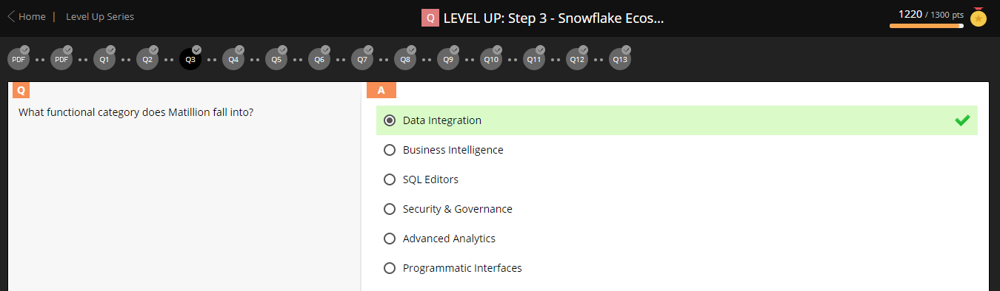 Home | Level Up Series
Q LEVEL UP: Step 3 - Snowflake Ecos...
1220 / 1300 pts
PDF PDF Q1 Q2 Q3 Q4 Q5 Q6 Q7 Q8 Q9 Q10 Q11 Q12 Q13
Q
What functional category does Matillion fall into?
A
Data Integration
Business Intelligence
SQL Editors
Security & Governance
Advanced Analytics
Programmatic Interfaces